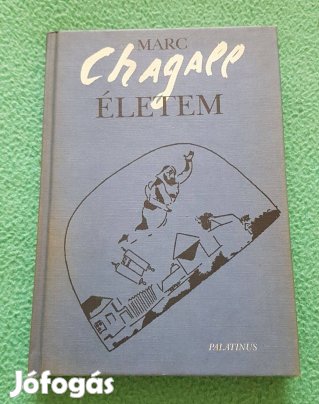 MARC
Chagall
ÉLETEM
PALATINUS
Jófogás